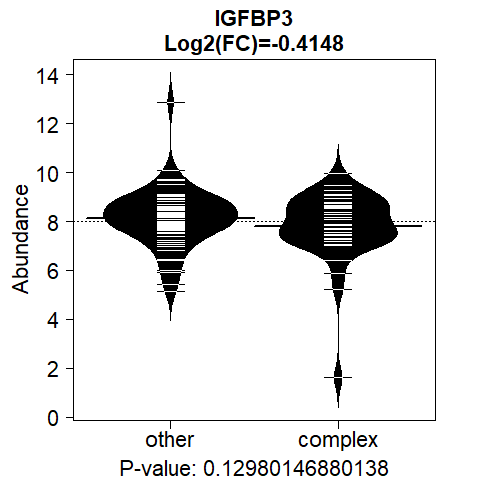 IGFBP3
Log2(FC)=-0.4148
Abundance
14
12
10
8
6
4
2
0
other complex
P-value: 0.12980146880138